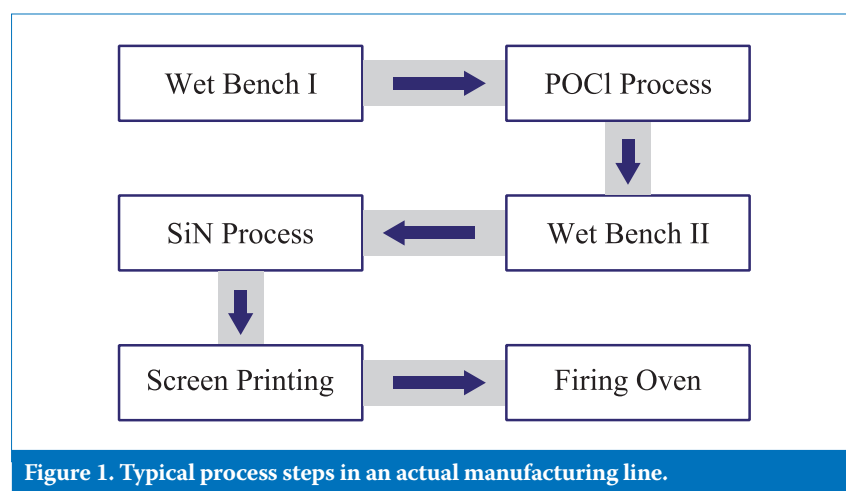 Wet Bench I
POCl Process
SiN Process
Wet Bench II
Screen Printing
Firing Oven
Figure 1. Typical process steps in an actual manufacturing line.